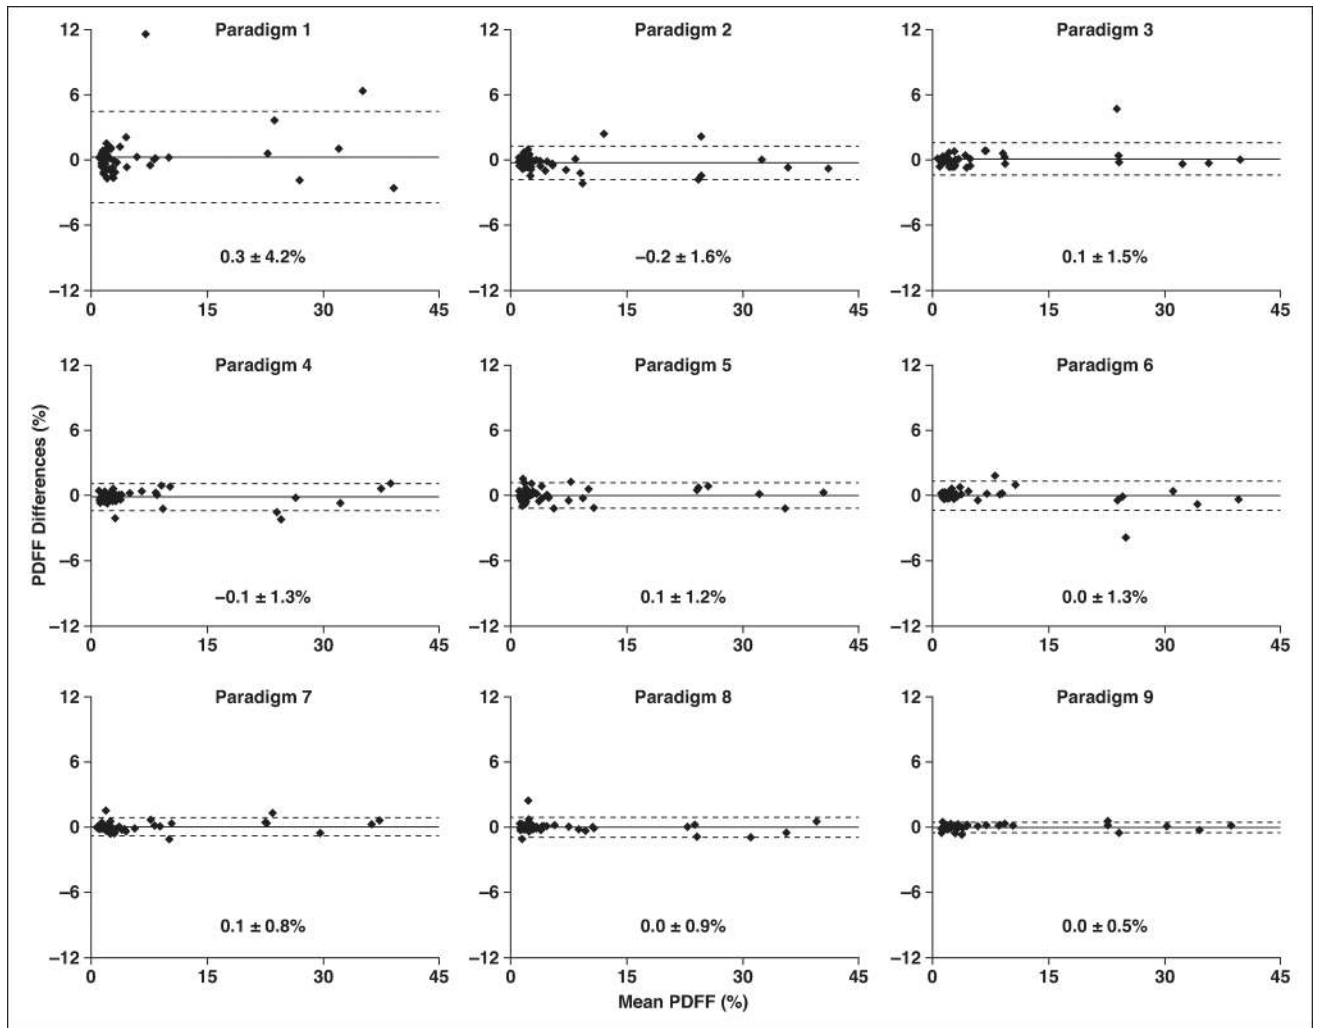 Paradigm 1
12
6
0
–6
–12
0.3 ± 4.2%
0 15 30 45
Paradigm 2
12
6
0
–6
–12
–0.2 ± 1.6%
0 15 30 45
Paradigm 3
12
6
0
–6
–12
0.1 ± 1.5%
0 15 30 45
PDFF Differences (%)
Paradigm 4
12
6
0
–6
–12
–0.1 ± 1.3%
0 15 30 45
Paradigm 5
12
6
0
–6
–12
0.1 ± 1.2%
0 15 30 45
Paradigm 6
12
6
0
–6
–12
0.0 ± 1.3%
0 15 30 45
Paradigm 7
12
6
0
–6
–12
0.1 ± 0.8%
0 15 30 45
Paradigm 8
12
6
0
–6
–12
0.0 ± 0.9%
0 15 30 45
Paradigm 9
12
6
0
–6
–12
0.0 ± 0.5%
0 15 30 45
Mean PDFF (%)